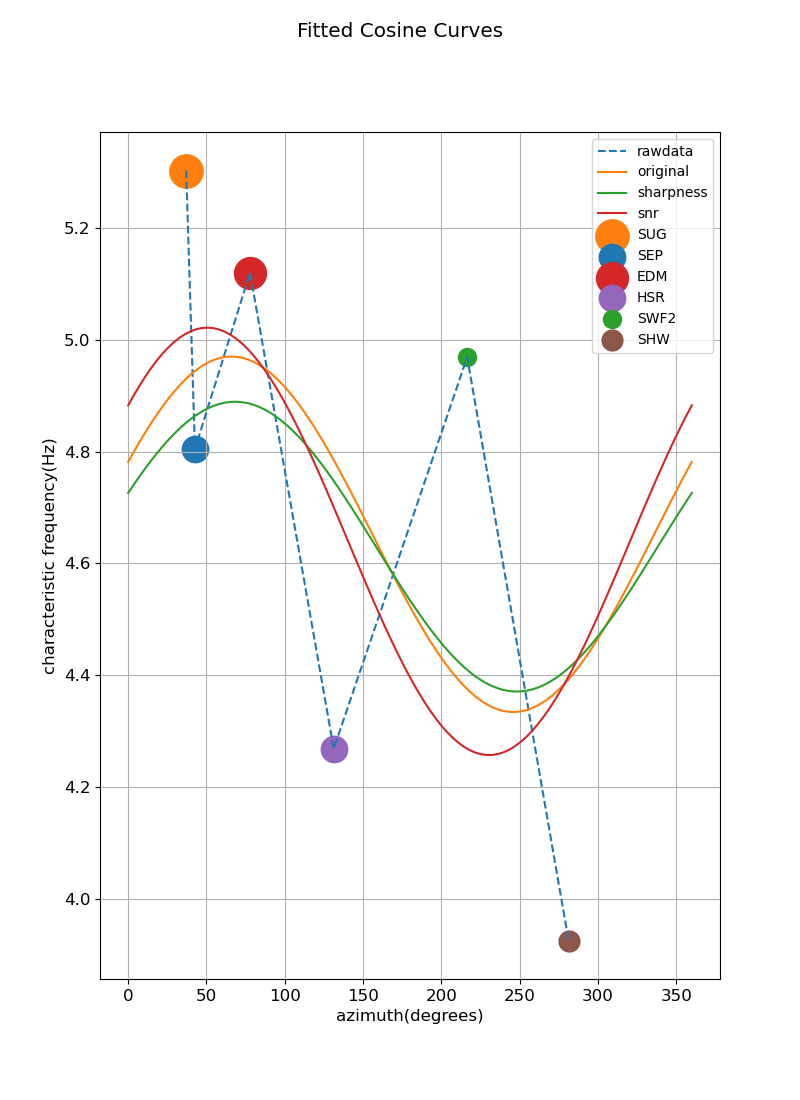 Fitted Cosine Curves
rawdata
original
sharpness
snr
SUG
SEP
EDM
HSR
SWF2
SHW
5.2
5.0
4.8
4.6
4.4
4.2
4.0
characteristic frequency(Hz)
0 50 100 150 200 250 300 350
azimuth(degrees)